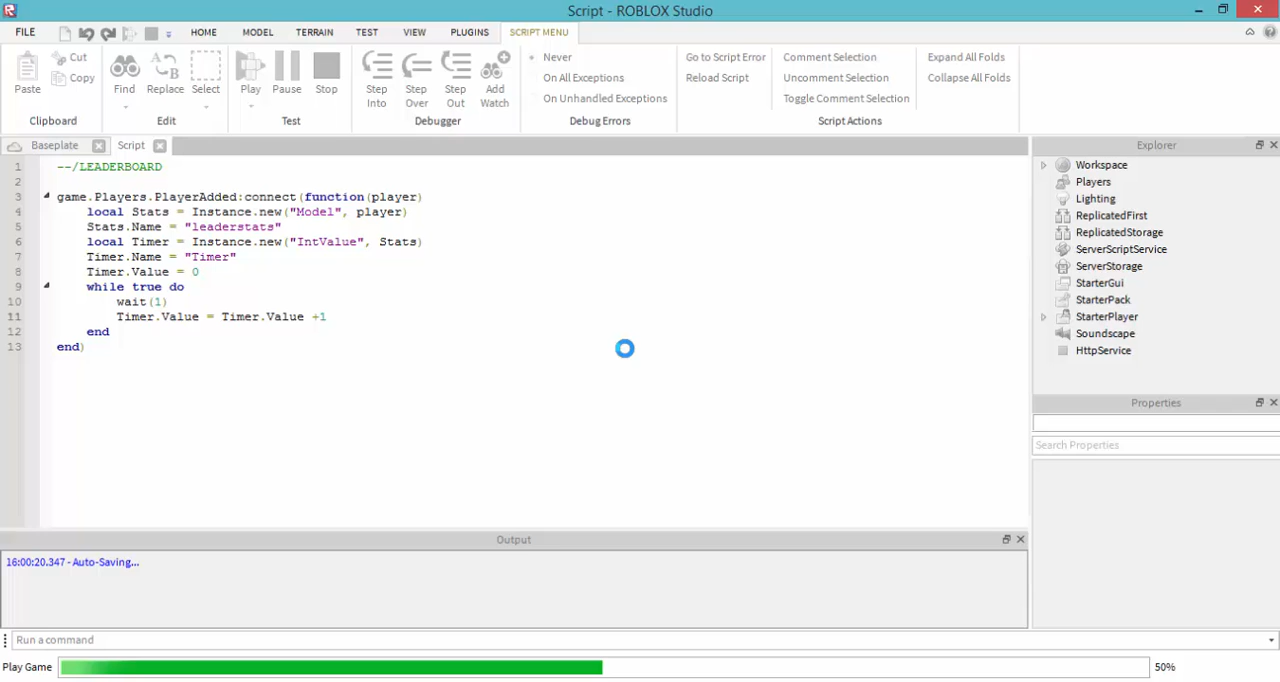 Script - ROBLOX Studio
FILE HOME MODEL TERRAIN TEST VIEW PLUGINS SCRIPT MENU
Paste Cut Copy
Clipboard
Find Replace Select
Edit
Play Pause Stop
Test
Step Into Step Over Step Out Add Watch
Debugger
Never
On All Exceptions
On Unhandled Exceptions
Debug Errors
Go to Script Error
Reload Script
Comment Selection
Uncomment Selection
Toggle Comment Selection
Expand All Folds
Collapse All Folds
Script Actions
Baseplate Script
1 --/LEADERBOARD
2
3 game.Players.PlayerAdded:connect(function(player)
4 local Stats = Instance.new("Model", player)
5 Stats.Name = "leaderstats"
6 local Timer = Instance.new("IntValue", Stats)
7 Timer.Name = "Timer"
8 Timer.Value = 0
9 while true do
10 wait(1)
11 Timer.Value = Timer.Value +1
12 end
13 end)
Explorer
Workspace
Players
Lighting
ReplicatedFirst
ReplicatedStorage
ServerScriptService
ServerStorage
StarterGui
StarterPack
StarterPlayer
Soundscape
HttpService
Properties
Search Properties
Output
16:00:20.347 - Auto-Saving...
Run a command
Play Game 50%